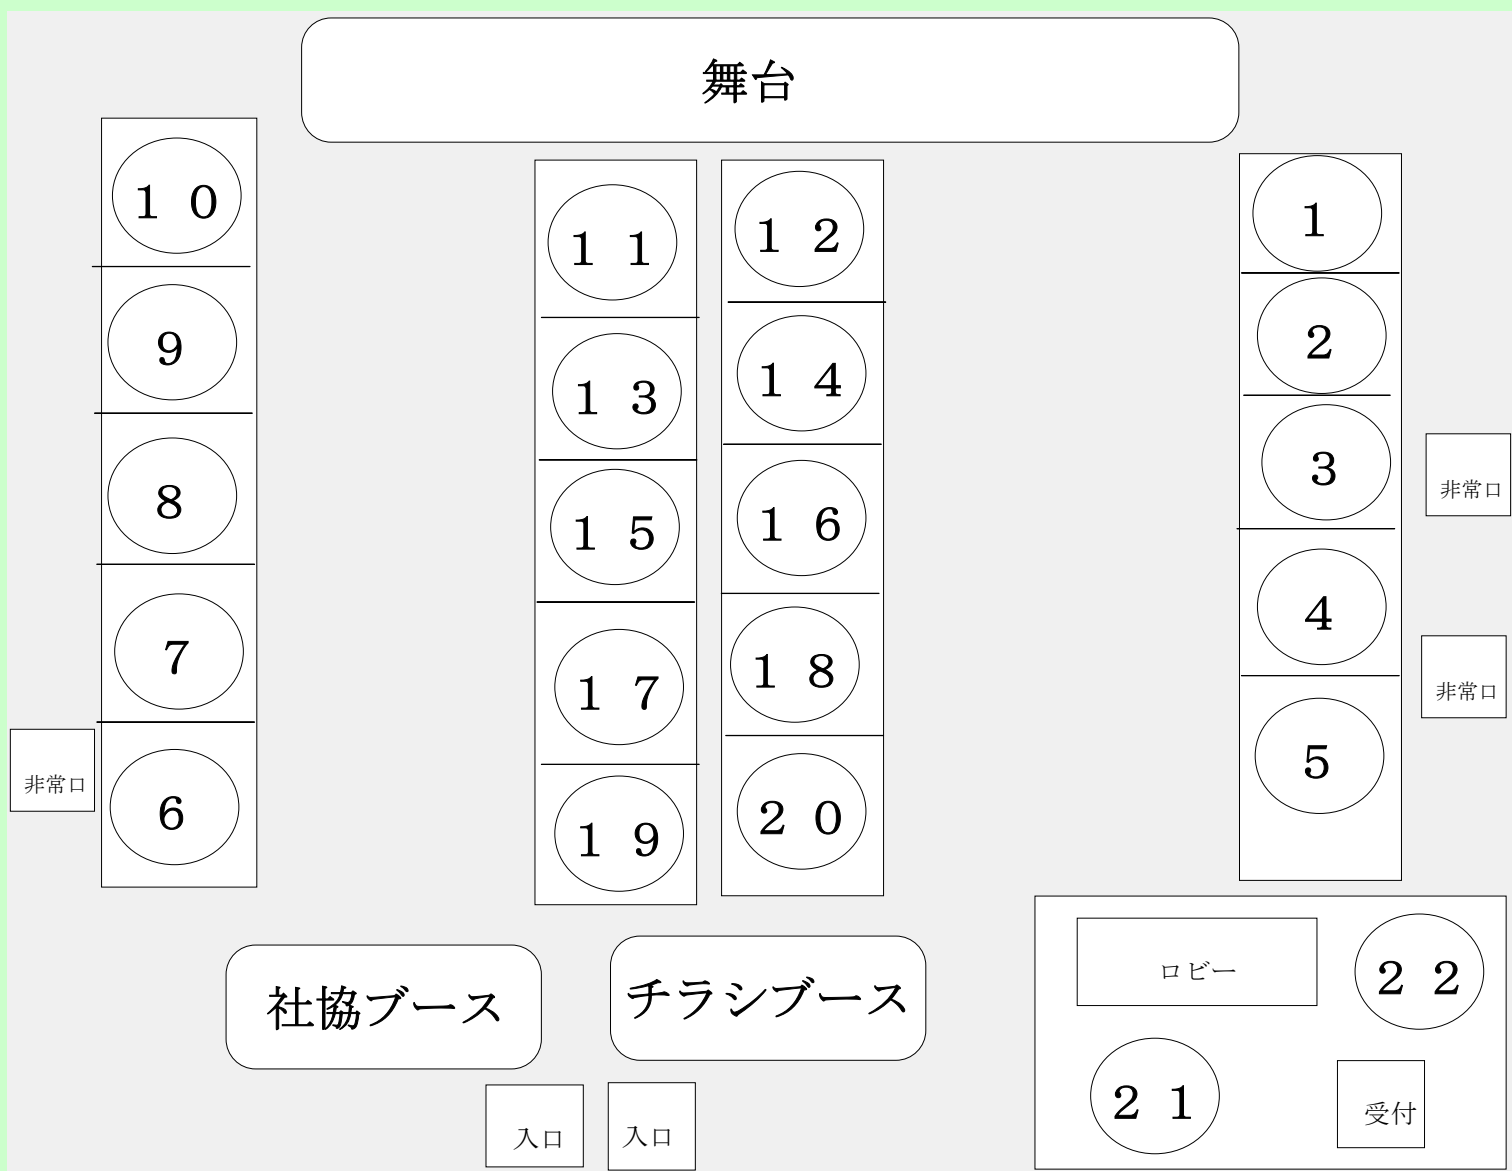 舞台
１０
９
８
７
６
１１
１３
１５
１７
１９
１２
１４
１６
１８
２０
１
２
３
４
５
非常口
非常口
非常口
社協ブース
チラシブース
入口
入口
ロビー
２２
２１
受付